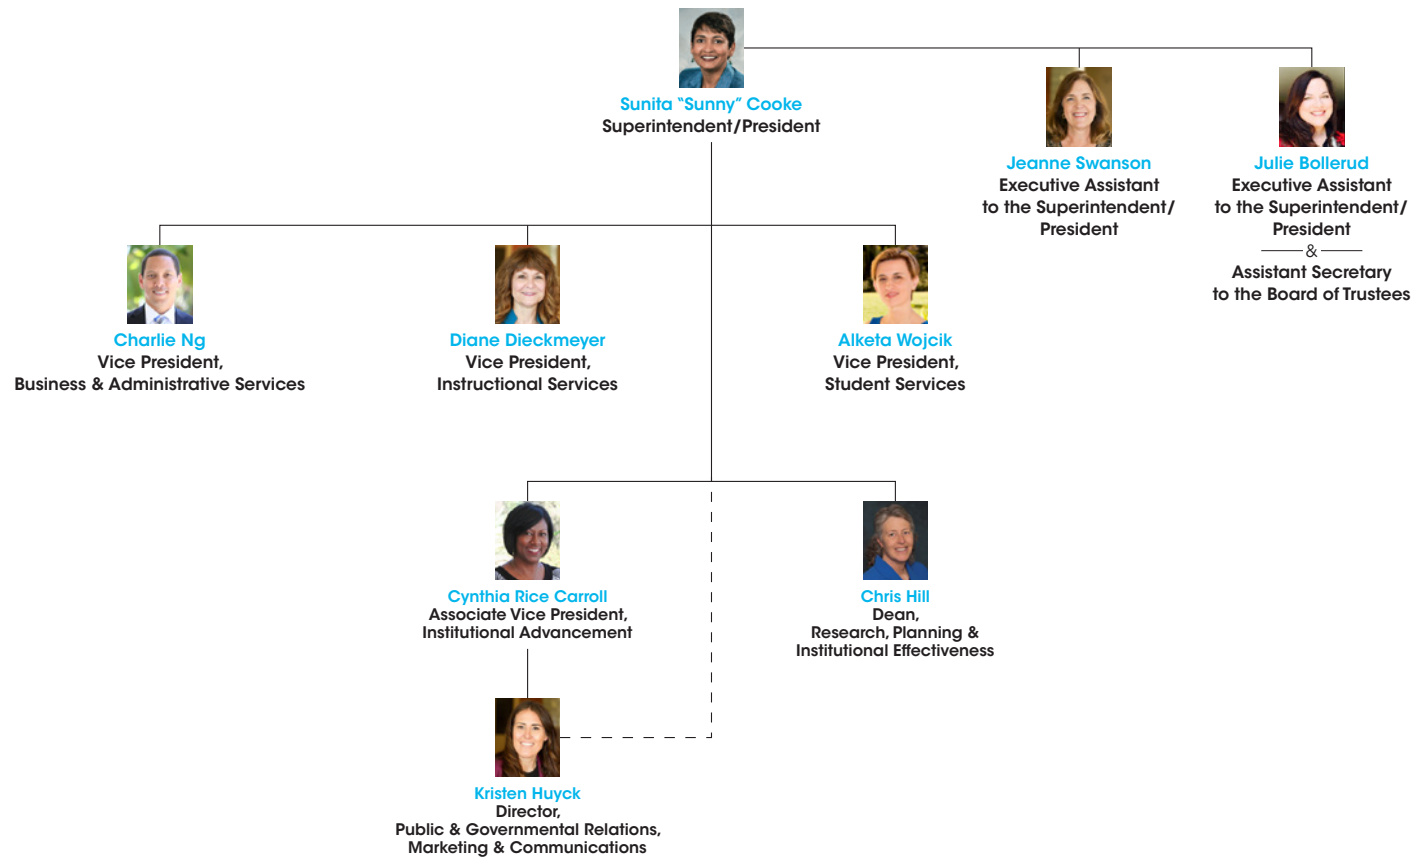 Sunita “Sunny” Cooke
Superintendent/President
Jeanne Swanson
Executive Assistant
to the Superintendent/
President
Julie Bollerud
Executive Assistant
to the Superintendent/
President
&
Assistant Secretary
to the Board of Trustees
Charlie Ng
Vice President,
Business & Administrative Services
Diane Dieckmeyer
Vice President,
Instructional Services
Alketa Wojcik
Vice President,
Student Services
Cynthia Rice Carroll
Associate Vice President,
Institutional Advancement
Chris Hill
Dean,
Research, Planning &
Institutional Effectiveness
Kristen Huyck
Director,
Public & Governmental Relations,
Marketing & Communications